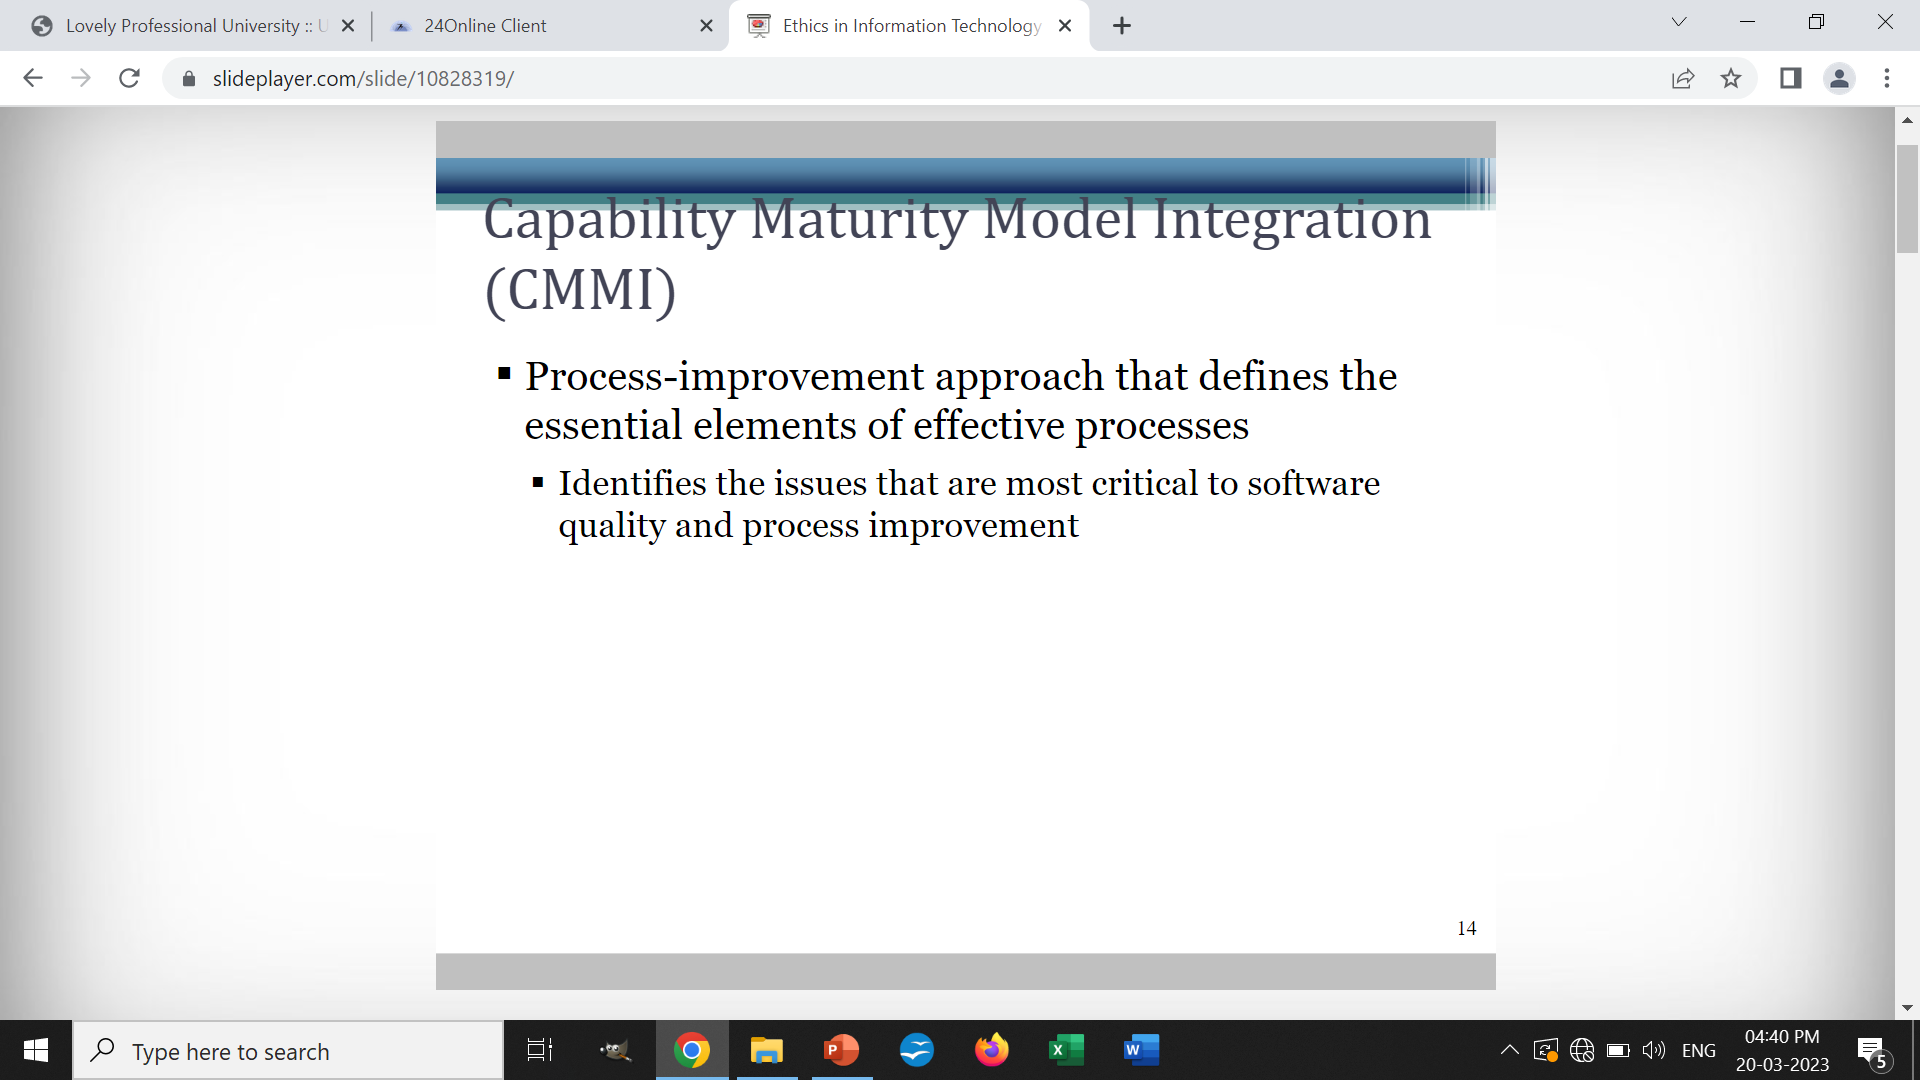 Lovely Professional University :: U
24Online Client
Ethics in Information Technology
slideplayer.com/slide/10828319/
Capability Maturity Model Integration
(CMMI)
▪ Process-improvement approach that defines the
essential elements of effective processes
▪ Identifies the issues that are most critical to software
quality and process improvement
14
Type here to search
P
X
W
ENG
04:40 PM
20-03-2023
5